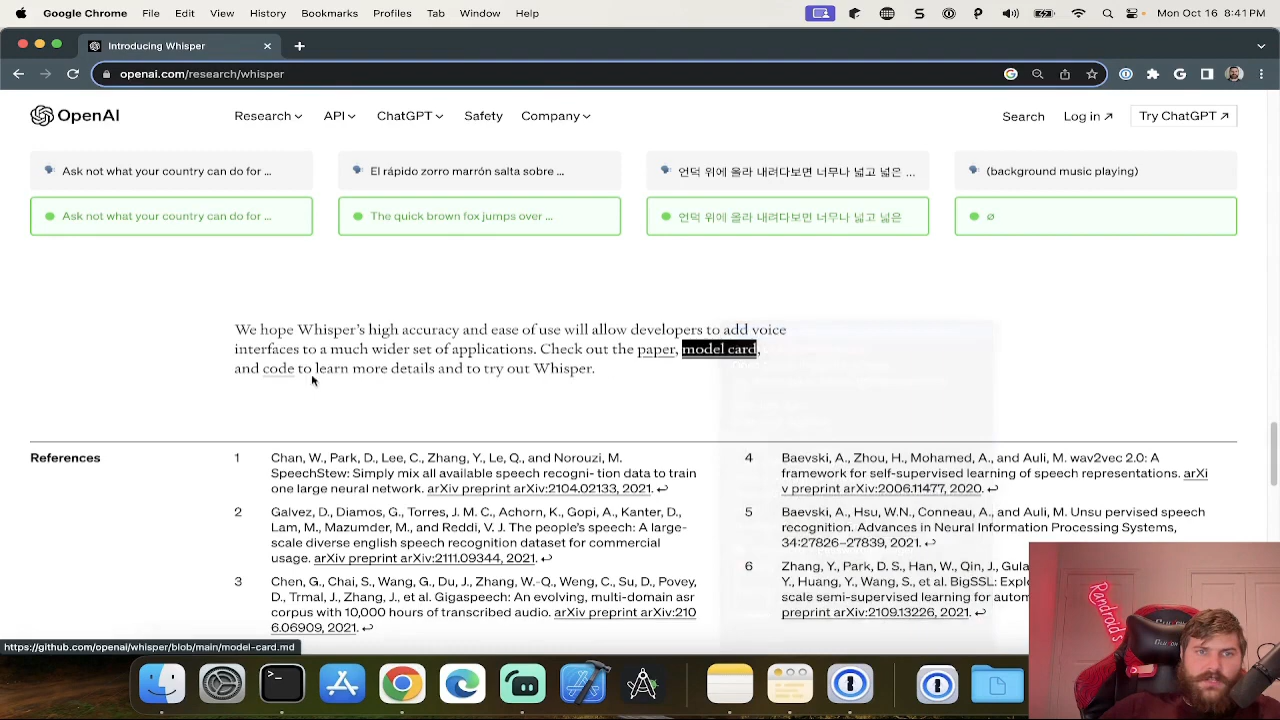 Google Chrome File Edit View History Bookmarks Profiles Tab Window Help Mon Oct 16 8:41 PM
Introducing Whisper
openai.com/research/whisper
OpenAI Research API ChatGPT Safety Company Search Log in ↗ Try ChatGPT ↗
Ask not what your country can do for ...
El rápido zorro marrón salta sobre ...
언덕 위에 올라 내려다보면 너무나 넓고 넓은 ...
(background music playing)
Ask not what your country can do for ...
The quick brown fox jumps over ...
언덕 위에 올라 내려다보면 너무나 넓고 넓은
∅
We hope Whisper's high accuracy and ease of use will allow developers to add voice
interfaces to a much wider set of applications. Check out the paper, model card,
and code to learn more details and to try out Whisper.
References
1 Chan, W., Park, D., Lee, C., Zhang, Y., Le, Q., and Norouzi, M.
SpeechStew: Simply mix all available speech recogni- tion data to train
one large neural network. arXiv preprint arXiv:2104.02133, 2021. ↩
2 Galvez, D., Diamos, G., Torres, J. M. C., Achorn, K., Gopi, A., Kanter, D.,
Lam, M., Mazumder, M., and Reddi, V. J. The people's speech: A large-
scale diverse english speech recognition dataset for commercial
usage. arXiv preprint arXiv:2111.09344, 2021. ↩
3 Chen, G., Chai, S., Wang, G., Du, J., Zhang, W.-Q., Weng, C., Su, D., Povey,
D., Trmal, J., Zhang, J., et al. Gigaspeech: An evolving, multi-domain asr
corpus with 10,000 hours of transcribed audio. arXiv preprint arXiv:210
6.06909, 2021. ↩
4 Baevski, A., Zhou, H., Mohamed, A., and Auli, M. wav2vec 2.0: A
framework for self-supervised learning of speech representations. arXi
v preprint arXiv:2006.11477, 2020. ↩
5 Baevski, A., Hsu, W.N., Conneau, A., and Auli, M. Unsu pervised speech
recognition. Advances in Neural Information Processing Systems,
34:27826–27839, 2021. ↩
6 Zhang, Y., Park, D. S., Han, W., Qin, J., Gula
Y., Huang, Y., Wang, S., et al. BigSSL: Expl
scale semi-supervised learning for autom
preprint arXiv:2109.13226, 2021. ↩
https://github.com/openai/whisper/blob/main/model-card.md
Randroid's